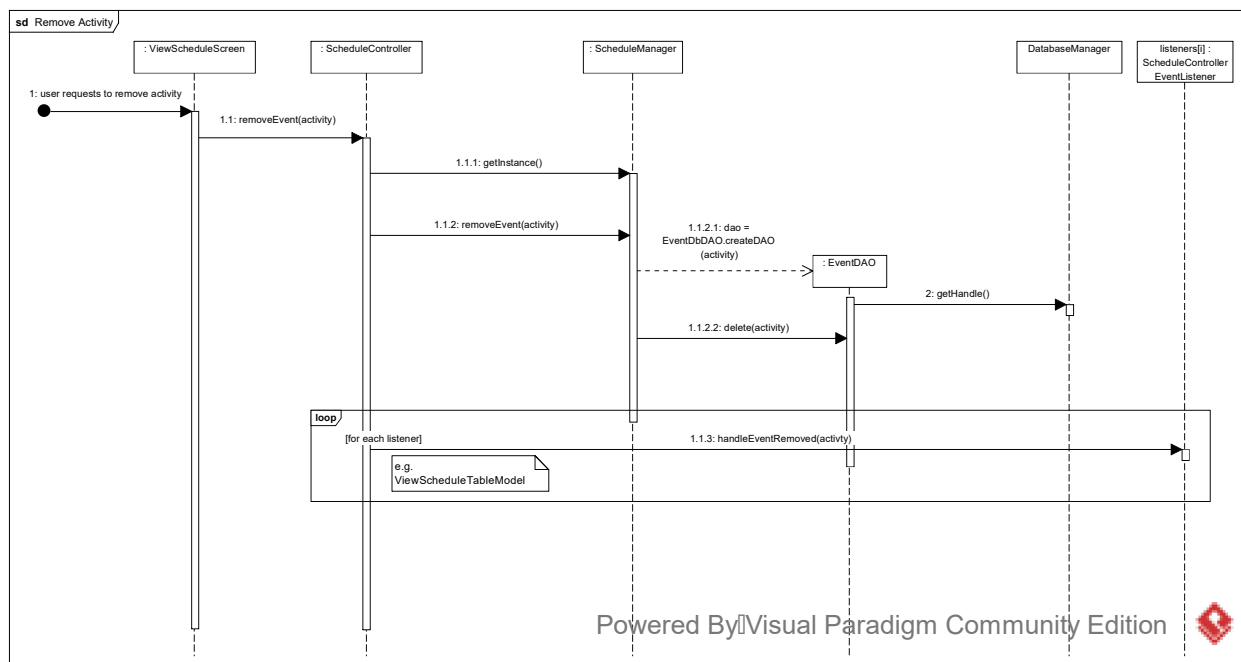 sd Remove Activity
: ViewScheduleScreen
: ScheduleController
: ScheduleManager
DatabaseManager
listeners[i] :
ScheduleController
EventListener
1: user requests to remove activity
1.1: removeEvent(activity)
1.1.1: getInstance()
1.1.2: removeEvent(activity)
1.1.2.1: dao =
EventDbDAO.createDAO
(activity)
: EventDAO
2: getHandle()
1.1.2.2: delete(activity)
loop
[for each listener]
1.1.3: handleEventRemoved(activty)
e.g.
ViewScheduleTableModel
Powered By Visual Paradigm Community Edition